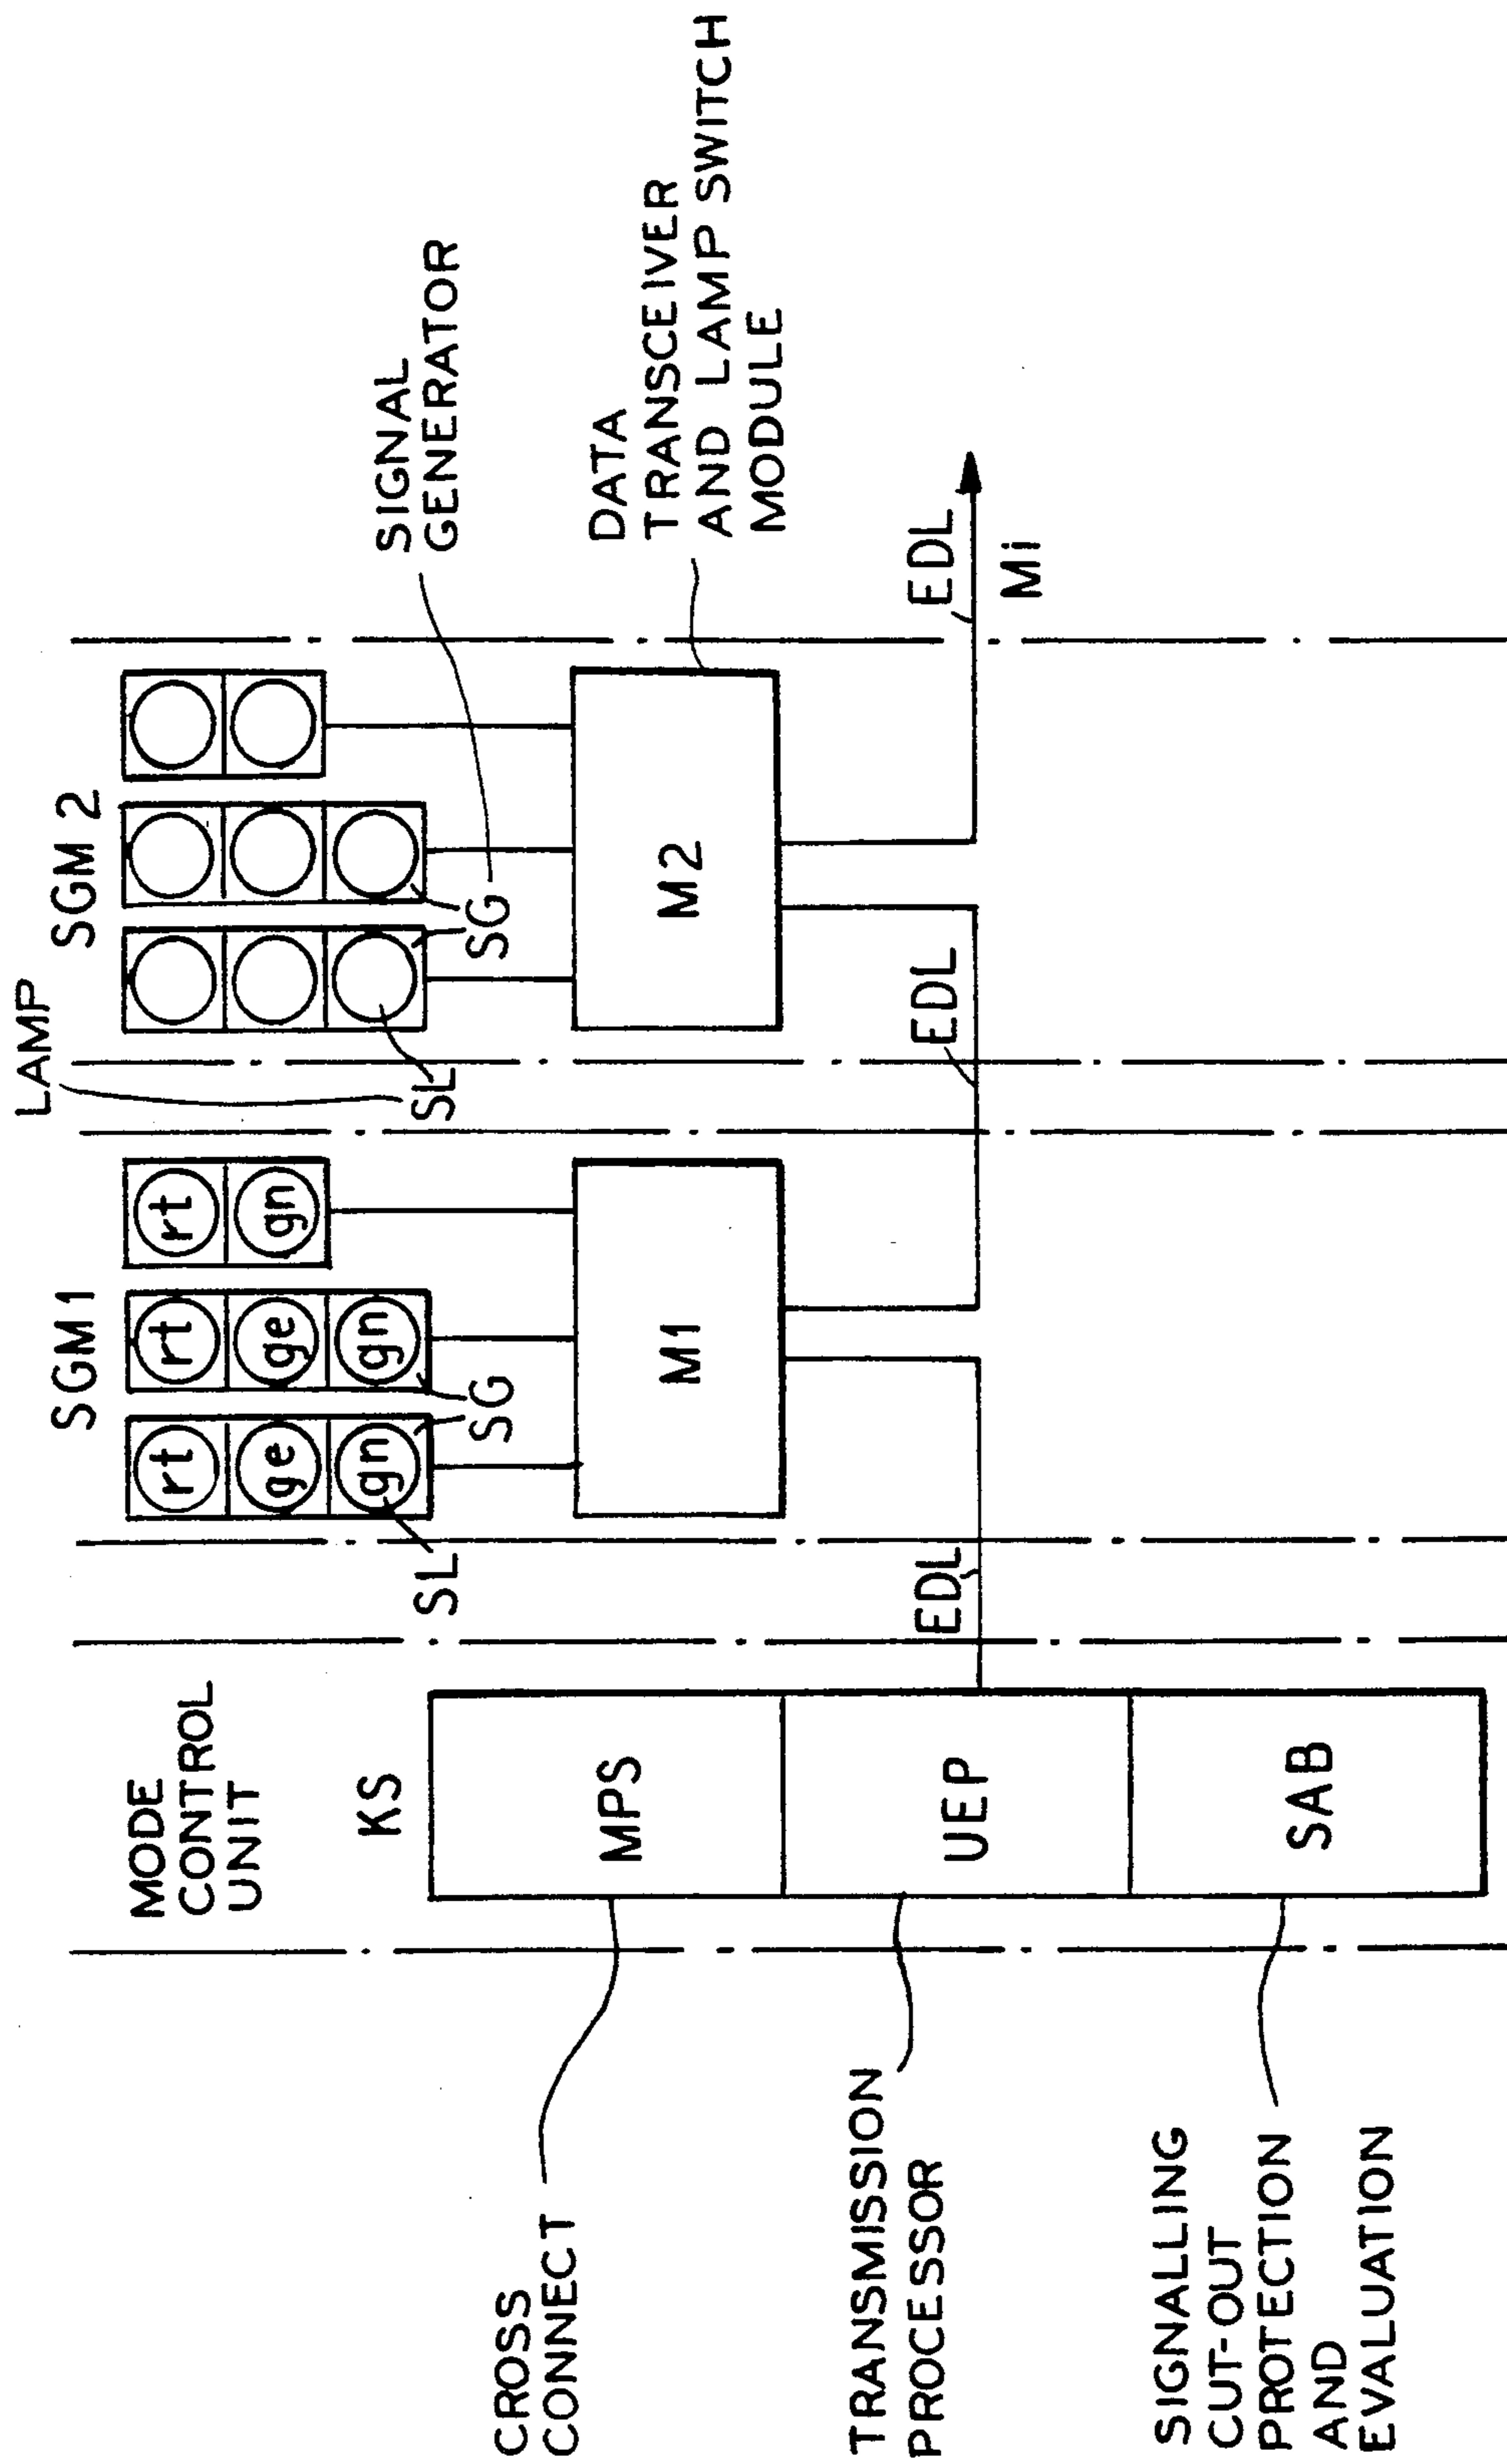 LAMP
SGM1
SGM 2
rt
ge
gn
rt
ge
gn
rt
gn
SL
SG
SL
SG
SIGNAL
GENERATOR
MODE
CONTROL
UNIT
KS
MPS
UEP
SAB
M1
M2
DATA
TRANSCEIVER
AND LAMP SWITCH
MODULE
EDL
EDL
EDL
Mi
CROSS
CONNECT
TRANSMISSION
PROCESSOR
SIGNALLING
CUT-OUT
PROTECTION
AND
EVALUATION